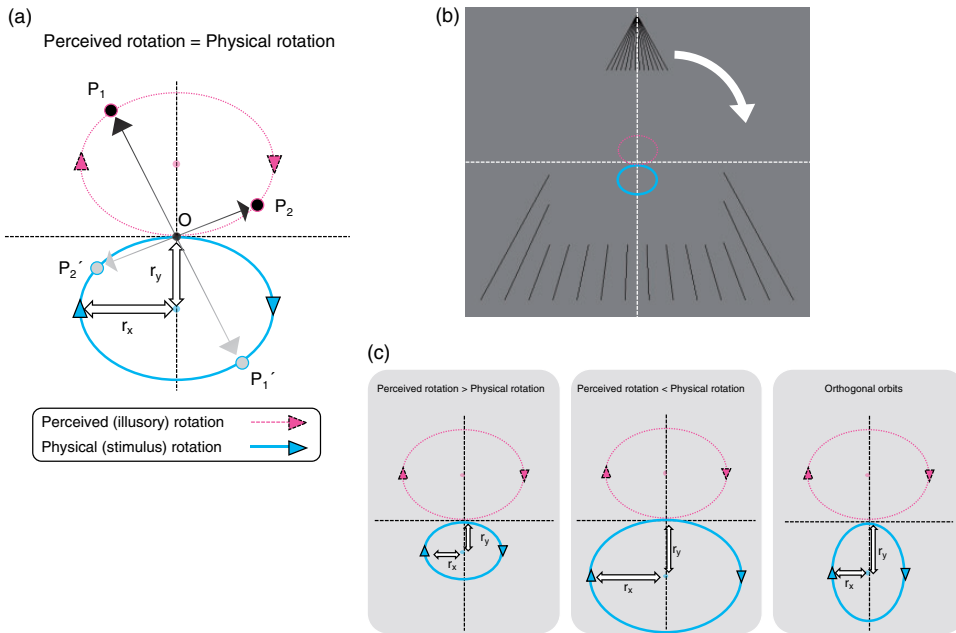 (a)
Perceived rotation = Physical rotation
P1
P2
O
P2´
ry
rx
P1´
Perceived (illusory) rotation
Physical (stimulus) rotation
(b)
(c)
Perceived rotation > Physical rotation
ry
rx
Perceived rotation < Physical rotation
ry
rx
Orthogonal orbits
ry
rx